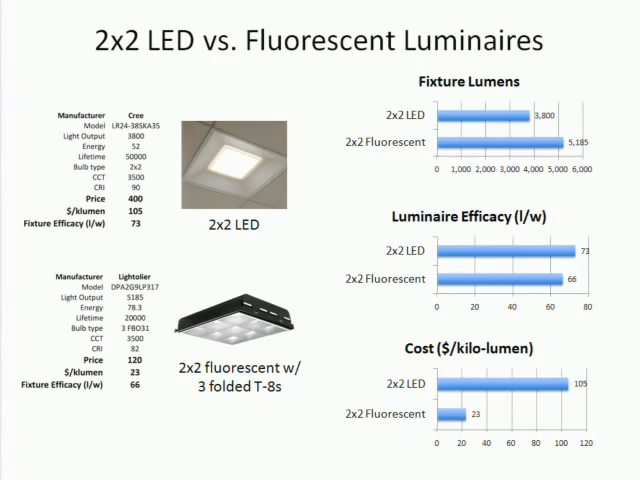 2x2 LED vs. Fluorescent Luminaires
Manufacturer Cree
Model LR24-38SKA35
Light Output 3800
Energy 52
Lifetime 50000
Bulb type 2x2
CCT 3500
CRI 90
Price 400
$/klumen 105
Fixture Efficacy (l/w) 73
2x2 LED
Manufacturer Lightolier
Model DPA2G9LP317
Light Output 5185
Energy 78.3
Lifetime 20000
Bulb type 3 FBO31
CCT 3500
CRI 82
Price 120
$/klumen 23
Fixture Efficacy (l/w) 66
2x2 fluorescent w/
3 folded T-8s
Fixture Lumens
2x2 LED 3,800
2x2 Fluorescent 5,185
0 1,000 2,000 3,000 4,000 5,000 6,000
Luminaire Efficacy (l/w)
2x2 LED 73
2x2 Fluorescent 66
0 20 40 60 80
Cost ($/kilo-lumen)
2x2 LED 105
2x2 Fluorescent 23
0 20 40 60 80 100 120